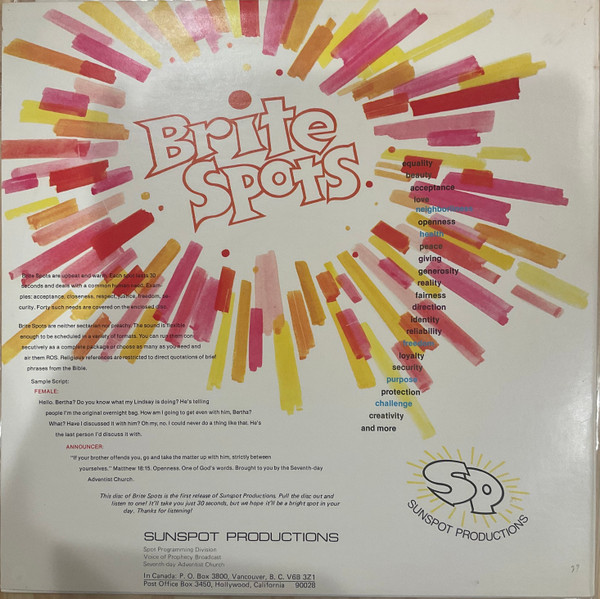 Brite
Spots
equality
beauty
acceptance
love
neighborliness
openness
health
peace
giving
generosity
reality
fairness
direction
identity
reliability
freedom
loyalty
security
purpose
protection
challenge
creativity
and more
Brite Spots are upbeat and warm. Each spot lasts 30
seconds and deals with a common human need. Exam-
ples: acceptance, closeness, respect, justice, freedom, se-
curity. Forty such needs are covered on the enclosed disc.
Brite Spots are neither sectarian nor preachy. The sound is flexible
enough to be scheduled in a variety of formats. You can run them con-
secutively as a complete package or choose as many as you need and
air them ROS. Religious references are restricted to direct quotations of brief
phrases from the Bible.
Sample Script:
FEMALE:
Hello, Bertha? Do you know what my Lindsay is doing? He's telling
people I'm the original overnight bag. How am I going to get even with him, Bertha?
What? Have I discussed it with him? Oh my, no. I could never do a thing like that. He's
the last person I'd discuss it with.
ANNOUNCER:
"If your brother offends you, go and take the matter up with him, strictly between
yourselves." Matthew 18:15. Openness. One of God's words. Brought to you by the Seventh-day
Adventist Church.
This disc of Brite Spots is the first release of Sunspot Productions. Pull the disc out and
listen to one! It'll take you just 30 seconds, but we hope it'll be a bright spot in your
day. Thanks for listening!
SUNSPOT PRODUCTIONS
Spot Programming Division
Voice of Prophecy Broadcast
Seventh-day Adventist Church
In Canada: P. O. Box 3800, Vancouver, B. C. V6B 3Z1
Post Office Box 3450, Hollywood, California 90028
SP
SUNSPOT PRODUCTIONS